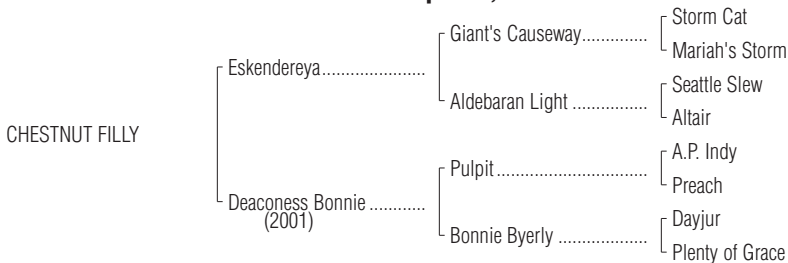 Storm Cat
Giant's Causeway...............
Mariah's Storm
Eskendereya......................
Seattle Slew
Aldebaran Light .................
Altair
CHESTNUT FILLY
A.P. Indy
Pulpit..................................
Preach
Deaconess Bonnie ............
(2001)
Dayjur
Bonnie Byerly ....................
Plenty of Grace